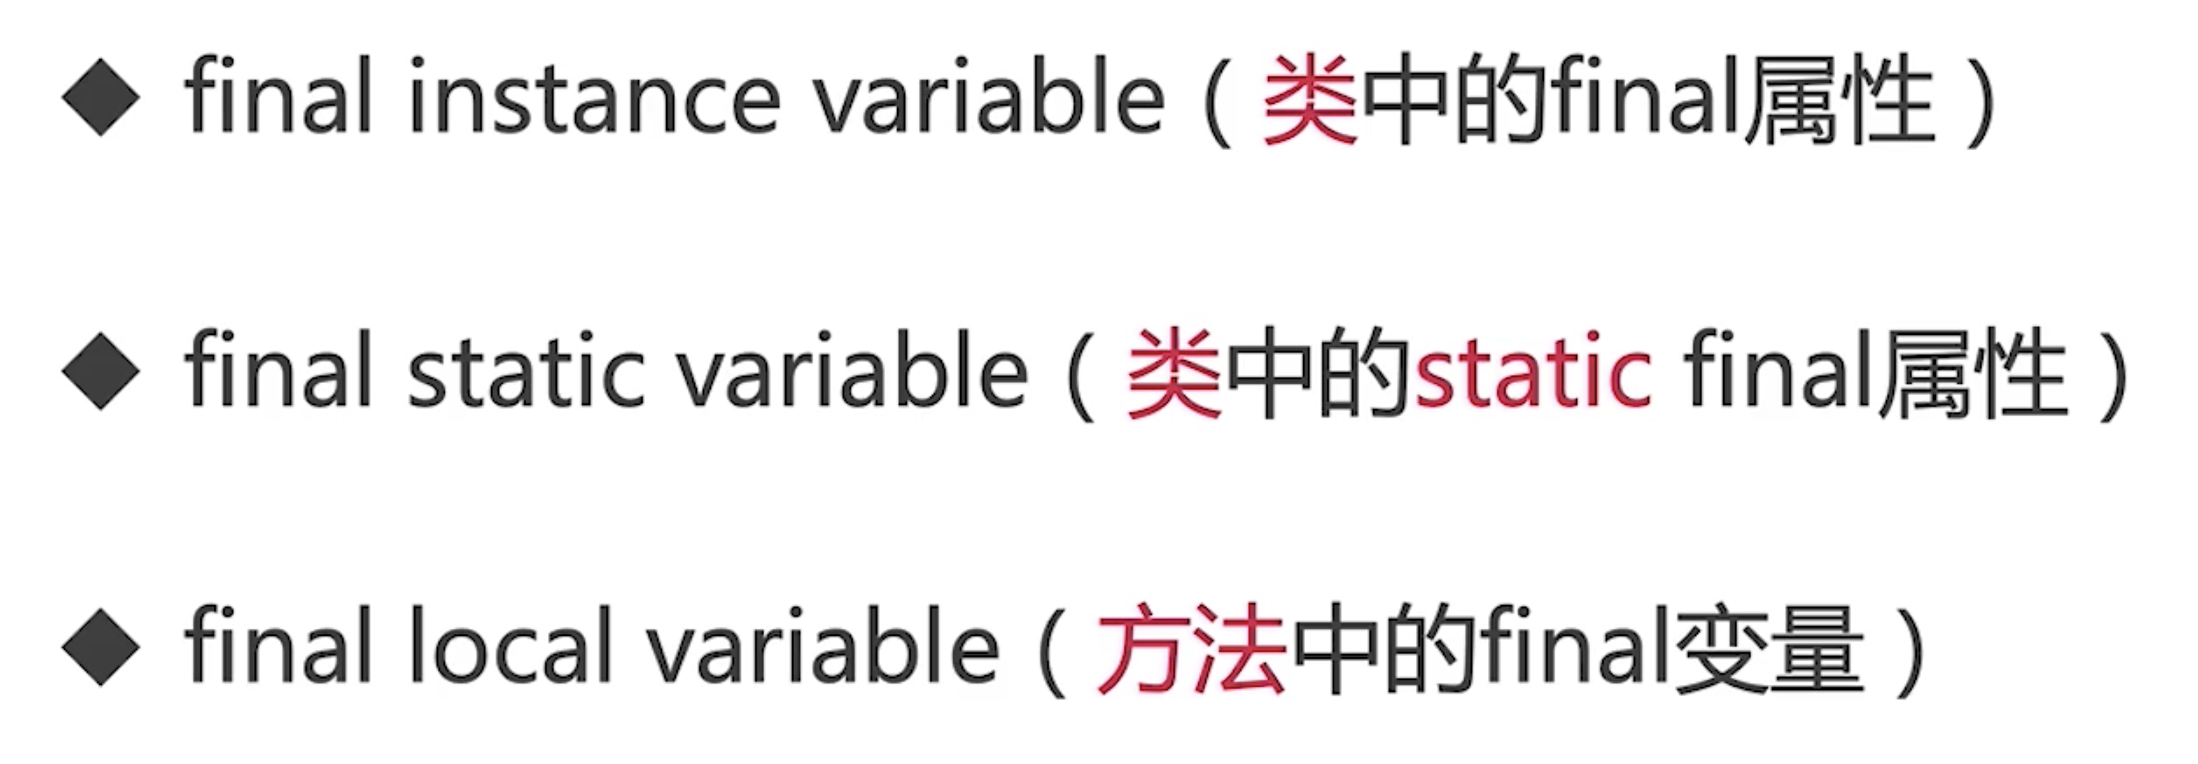 ◆ final instance variable（类中的final属性）
◆ final static variable（类中的static final属性）
◆ final local variable（方法中的final变量）